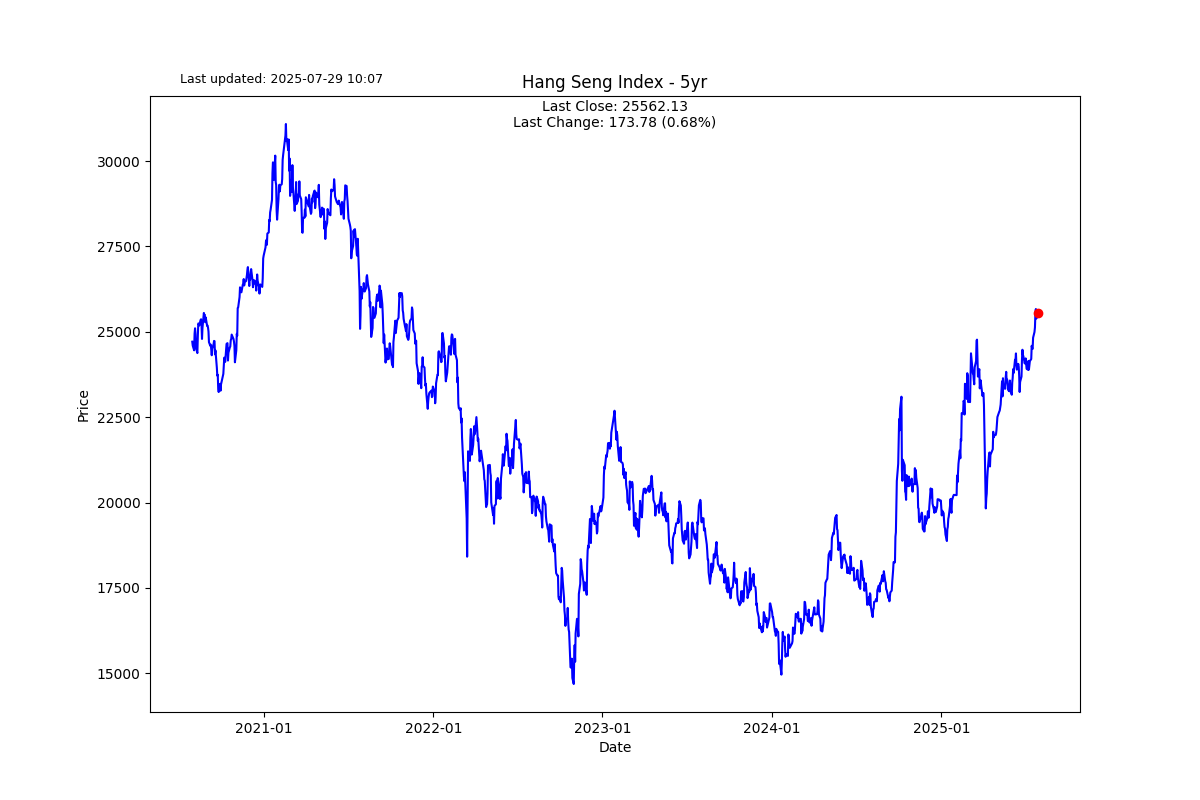 Last updated: 2025-07-29 10:07
Hang Seng Index - 5yr
Last Close: 25562.13
Last Change: 173.78 (0.68%)
30000
27500
25000
22500
20000
17500
15000
Price
2021-01
2022-01
2023-01
2024-01
2025-01
Date